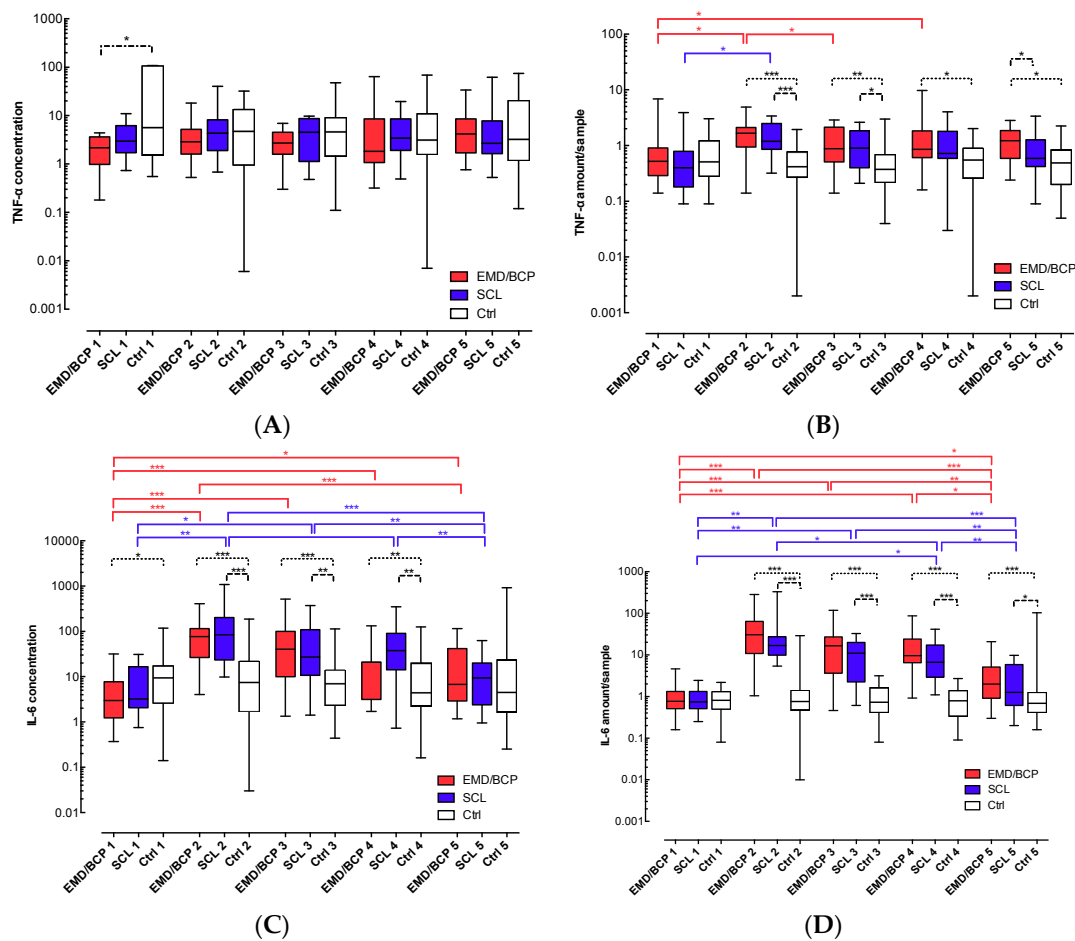 1000
100
10
1
0.1
0.01
0.001
TNF-α concentration
*
EMD/BCP
SCL
Ctrl
EMD/BCP 1
SCL 1
Ctrl 1
EMD/BCP 2
SCL 2
Ctrl 2
EMD/BCP 3
SCL 3
Ctrl 3
EMD/BCP 4
SCL 4
Ctrl 4
EMD/BCP 5
SCL 5
Ctrl 5
(A)
100
10
1
0.1
0.01
0.001
TNF-α amount/sample
*
* *
*
*** ** * *
*** *
*
EMD/BCP
SCL
Ctrl
EMD/BCP 1
SCL 1
Ctrl 1
EMD/BCP 2
SCL 2
Ctrl 2
EMD/BCP 3
SCL 3
Ctrl 3
EMD/BCP 4
SCL 4
Ctrl 4
EMD/BCP 5
SCL 5
Ctrl 5
(B)
*
***
***
***
***
***
* **
** **
* *** *** **
*** ** **
10000
1000
100
10
1
0.1
0.01
IL-6 concentration
EMD/BCP
SCL
Ctrl
EMD/BCP 1
SCL 1
Ctrl 1
EMD/BCP 2
SCL 2
Ctrl 2
EMD/BCP 3
SCL 3
Ctrl 3
EMD/BCP 4
SCL 4
Ctrl 4
EMD/BCP 5
SCL 5
Ctrl 5
(C)
*
*** ***
*** **
*** *
** ***
** **
* **
*
*** *** *** ***
*** *** *** *
1000
100
10
1
0.1
0.01
0.001
IL-6 amount/sample
EMD/BCP
SCL
Ctrl
EMD/BCP 1
SCL 1
Ctrl 1
EMD/BCP 2
SCL 2
Ctrl 2
EMD/BCP 3
SCL 3
Ctrl 3
EMD/BCP 4
SCL 4
Ctrl 4
EMD/BCP 5
SCL 5
Ctrl 5
(D)